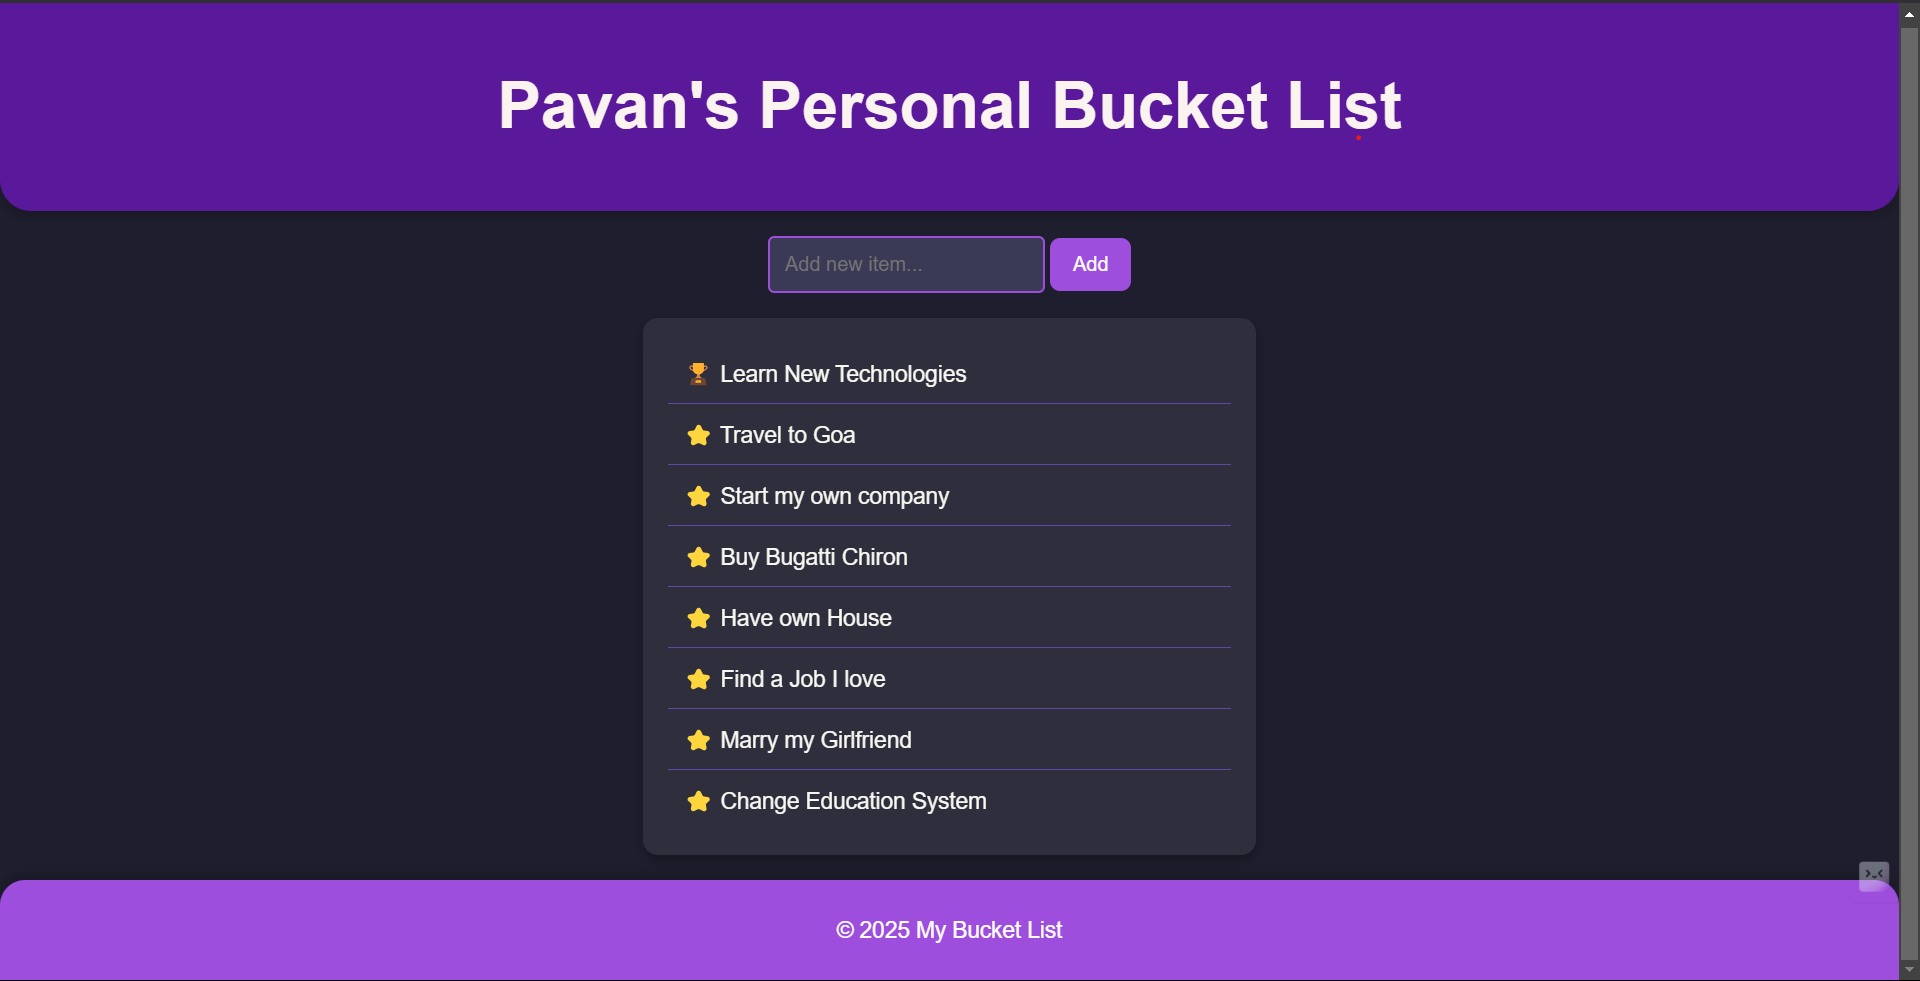 Pavan's Personal Bucket List
Add new item...
Add
Learn New Technologies
Travel to Goa
Start my own company
Buy Bugatti Chiron
Have own House
Find a Job I love
Marry my Girlfriend
Change Education System
© 2025 My Bucket List